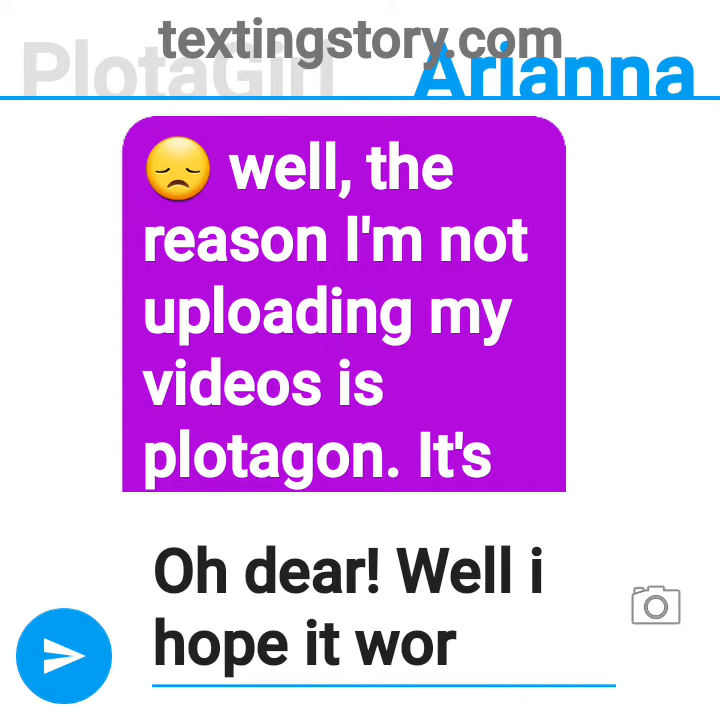 textingstory.com
PlotaGirl Arianna
😞 well, the
reason I'm not
uploading my
videos is
plotagon. It's
Oh dear! Well i
hope it wor